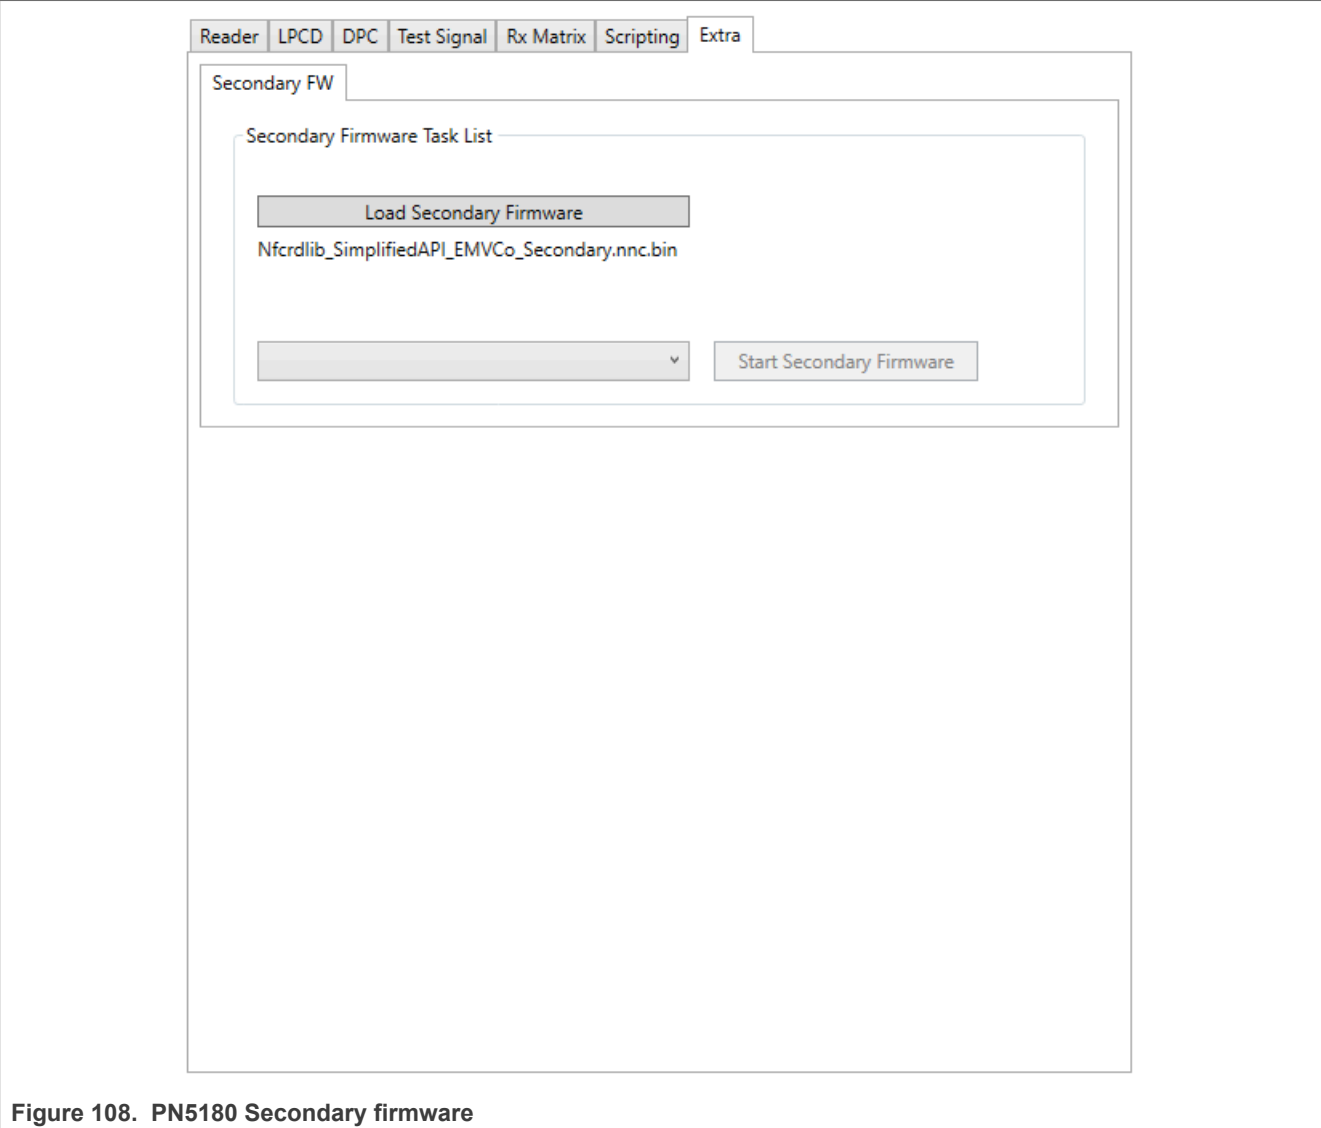 Reader LPCD DPC Test Signal Rx Matrix Scripting Extra
Secondary FW
Secondary Firmware Task List
Load Secondary Firmware
Nfcrdlib_SimplifiedAPI_EMVCo_Secondary.nnc.bin
Start Secondary Firmware
Figure 108. PN5180 Secondary firmware